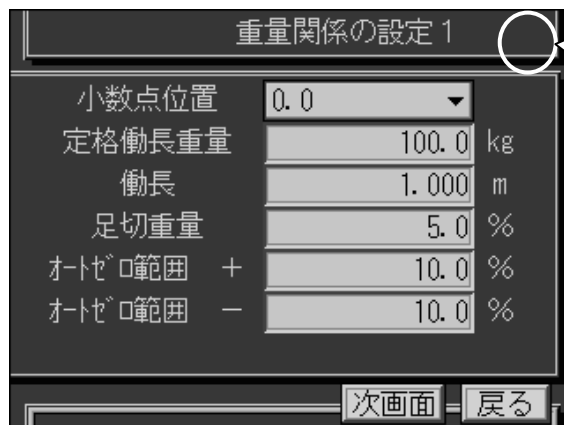 重量関係の設定1
小数点位置 0.0
定格働長重量 100.0 kg
働長 1.000 m
足切重量 5.0 %
ｵｰﾄｾﾞﾛ範囲 + 10.0 %
ｵｰﾄｾﾞﾛ範囲 − 10.0 %
次画面 戻る